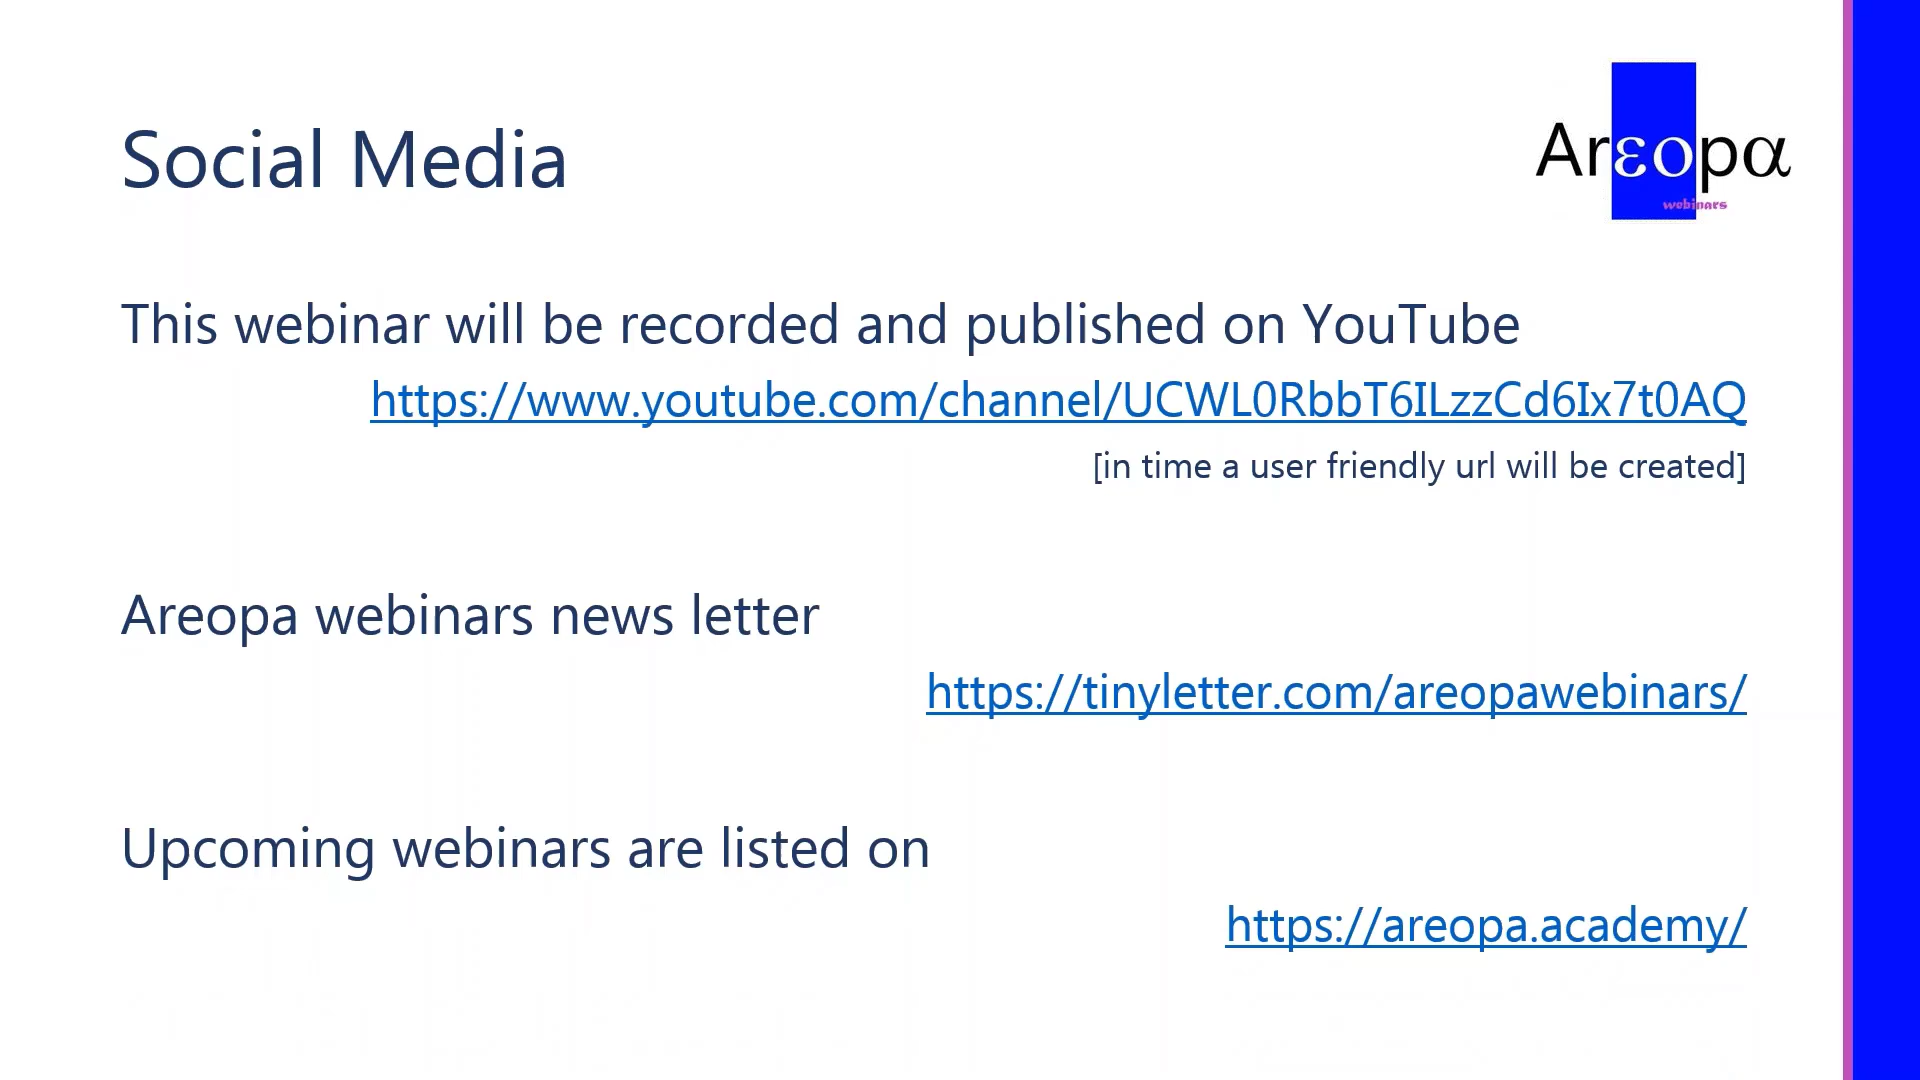 Arεopα
webinars
Social Media
This webinar will be recorded and published on YouTube
https://www.youtube.com/channel/UCWL0RbbT6ILzzCd6Ix7t0AQ
[in time a user friendly url will be created]
Areopa webinars news letter
https://tinyletter.com/areopawebinars/
Upcoming webinars are listed on
https://areopa.academy/